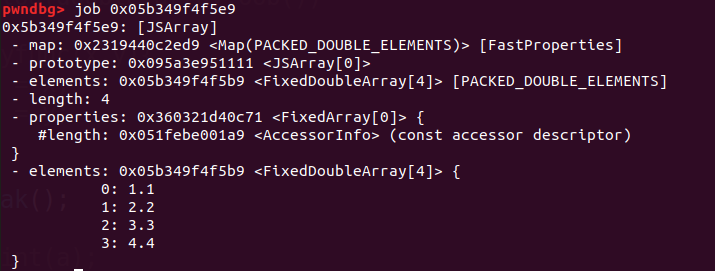 pwndbg> job 0x05b349f4f5e9
0x5b349f4f5e9: [JSArray]
 - map: 0x2319440c2ed9 <Map(PACKED_DOUBLE_ELEMENTS)> [FastProperties]
 - prototype: 0x095a3e951111 <JSArray[0]>
 - elements: 0x05b349f4f5b9 <FixedDoubleArray[4]> [PACKED_DOUBLE_ELEMENTS]
 - length: 4
 - properties: 0x360321d40c71 <FixedArray[0]> {
    #length: 0x051febe001a9 <AccessorInfo> (const accessor descriptor)
 }
 - elements: 0x05b349f4f5b9 <FixedDoubleArray[4]> {
           0: 1.1
           1: 2.2
           2: 3.3
           3: 4.4
 }